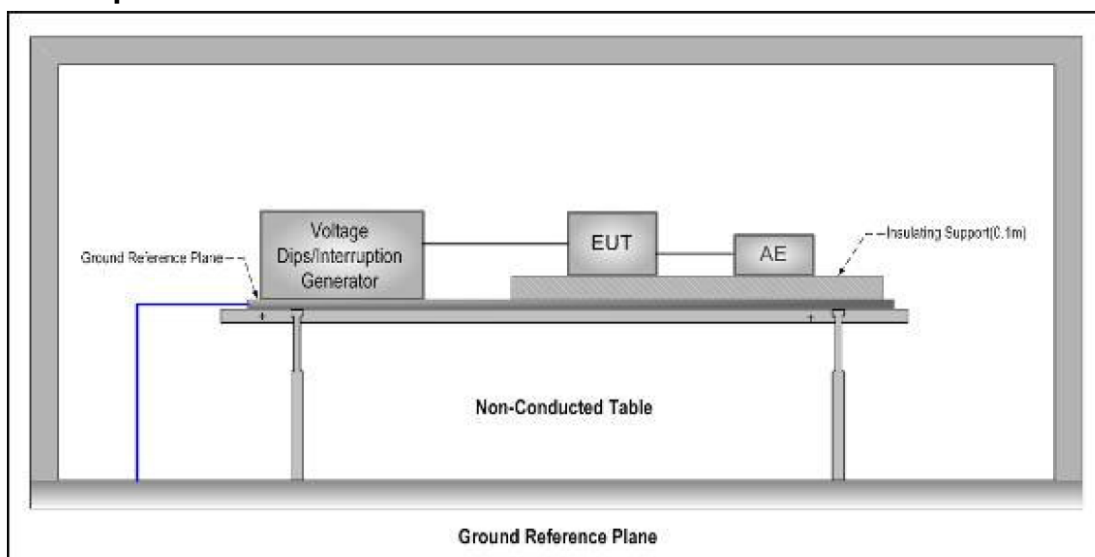 Voltage
Dips/Interruption
Generator
EUT
AE
Insulating Support(0.1m)
Ground Reference Plane
Non-Conducted Table
Ground Reference Plane